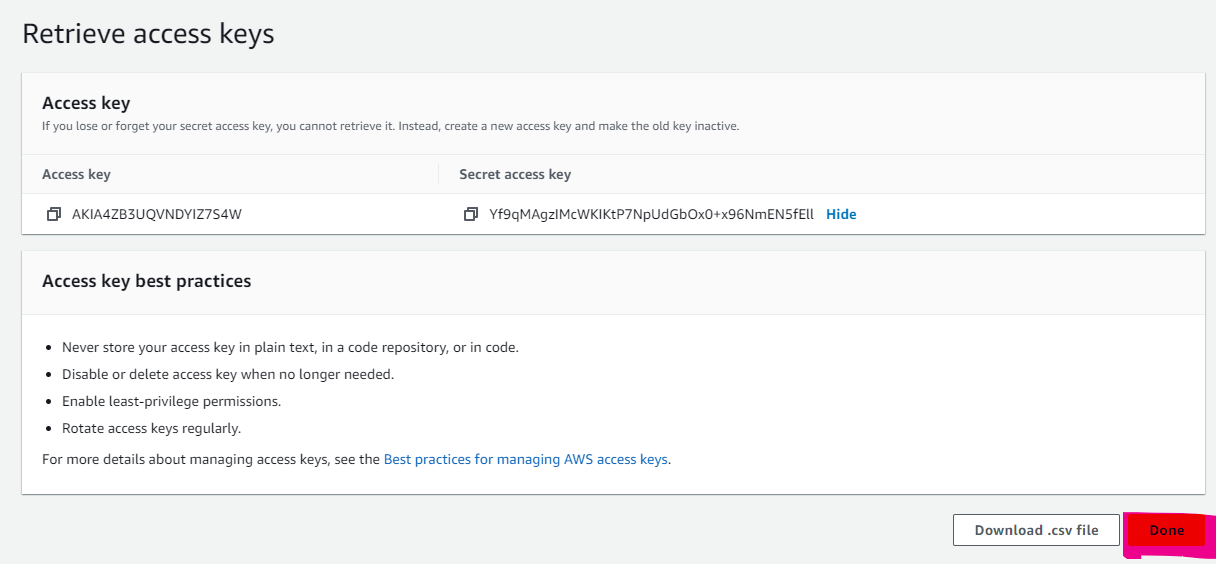 Retrieve access keys
Access key
If you lose or forget your secret access key, you cannot retrieve it. Instead, create a new access key and make the old key inactive.
Access key Secret access key
AKIA4ZB3UQVNDYIZ7S4W Yf9qMAgzIMcWKIKtP7NpUdGbOx0+x96NmEN5fEll Hide
Access key best practices
Never store your access key in plain text, in a code repository, or in code.
Disable or delete access key when no longer needed.
Enable least-privilege permissions.
Rotate access keys regularly.
For more details about managing access keys, see the Best practices for managing AWS access keys.
Download .csv file Done